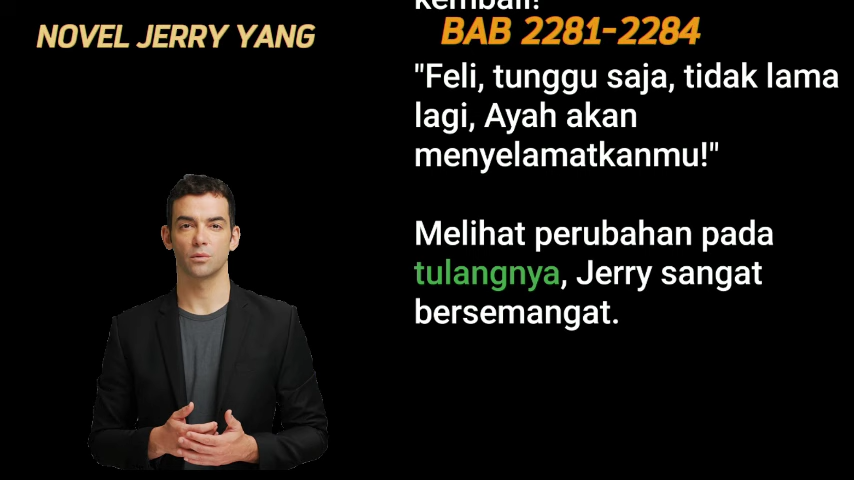 NOVEL JERRY YANG
BAB 2281-2284
"Feli, tunggu saja, tidak lama
lagi, Ayah akan
menyelamatkanmu!"
Melihat perubahan pada
tulangnya, Jerry sangat
bersemangat.